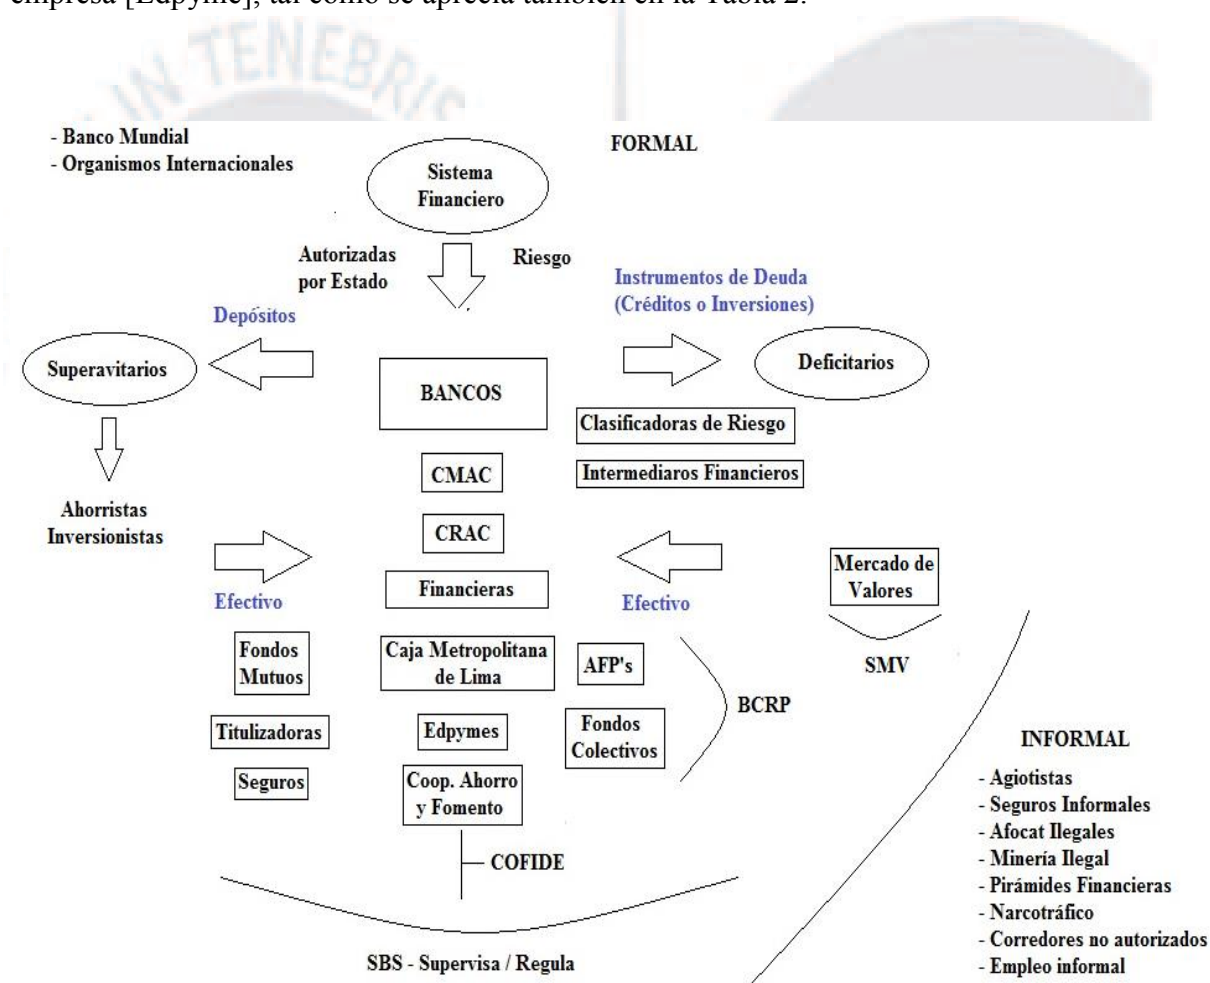 empresa [Edpyme], tal como se aprecia también en la Tabla 2.
IN TENEBRIS
- Banco Mundial
- Organismos Internacionales
FORMAL
Sistema
Financiero
Autorizadas
por Estado
Riesgo
Instrumentos de Deuda
(Créditos o Inversiones)
Depósitos
Superavitarios
Deficitarios
BANCOS
Clasificadoras de Riesgo
CMAC
Intermediaros Financieros
Ahorristas
Inversionistas
CRAC
Financieras
Mercado de
Valores
Efectivo
Efectivo
Fondos
Mutuos
Caja Metropolitana
de Lima
AFP's
SMV
BCRP
Titulizadoras
Edpymes
Fondos
Colectivos
Seguros
Coop. Ahorro
y Fomento
COFIDE
SBS - Supervisa / Regula
INFORMAL
- Agiotistas
- Seguros Informales
- Afocat Ilegales
- Minería Ilegal
- Pirámides Financieras
- Narcotráfico
- Corredores no autorizados
- Empleo informal